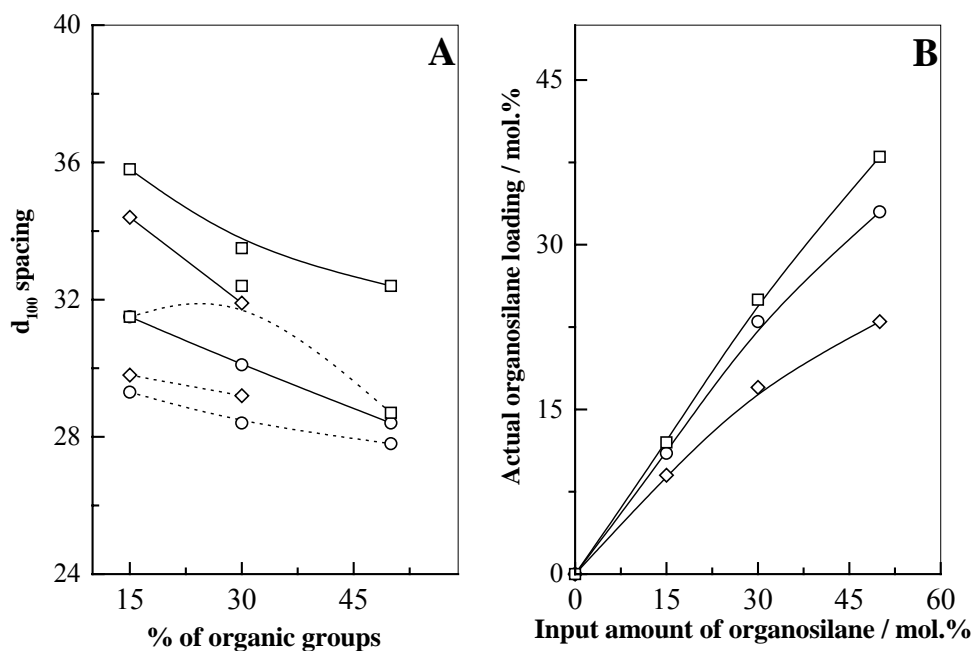 A
40
36
32
28
24
d100 spacing
15 30 45
% of organic groups
B
45
30
15
0
Actual organosilane loading / mol.%
0 15 30 45 60
Input amount of organosilane / mol.%